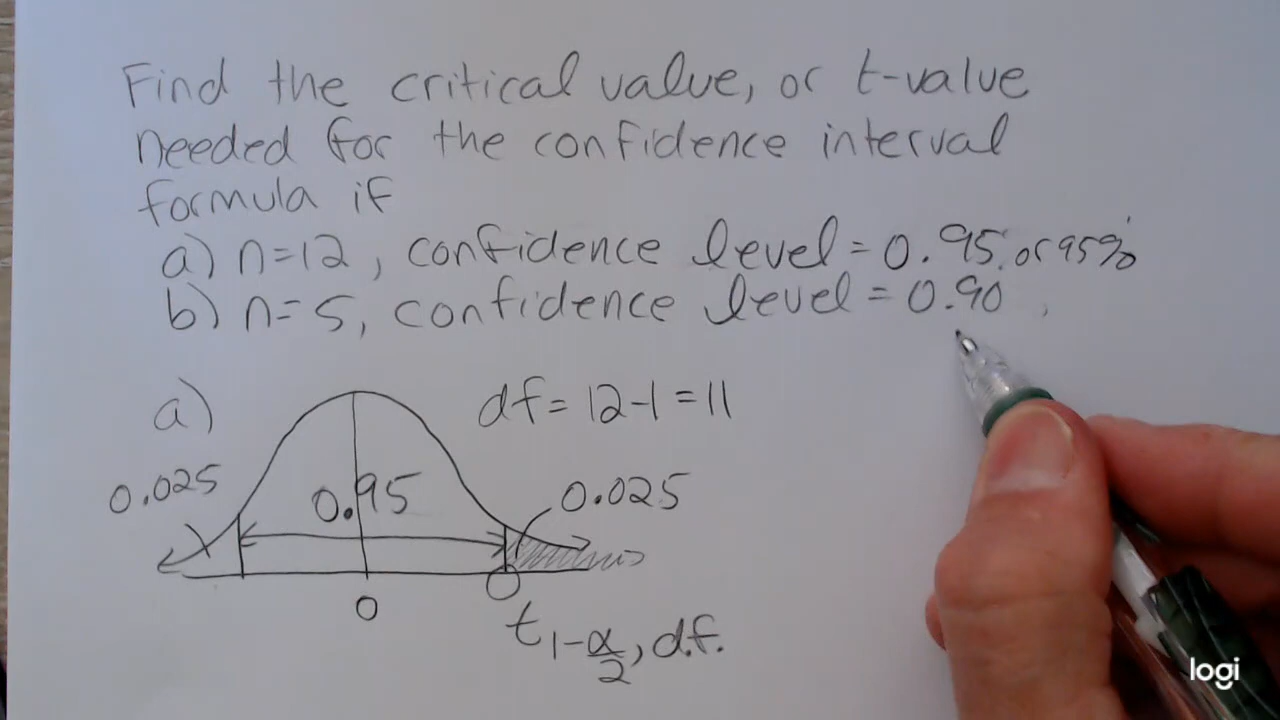 Find the critical value, or t-value
needed for the confidence interval
formula if
a) n=12, confidence level = 0.95 or 95%
b) n=5, confidence level = 0.90
a)
df = 12-1 = 11
0.025
0.95
0.025
0
t 1-α/2, d.f.
logi